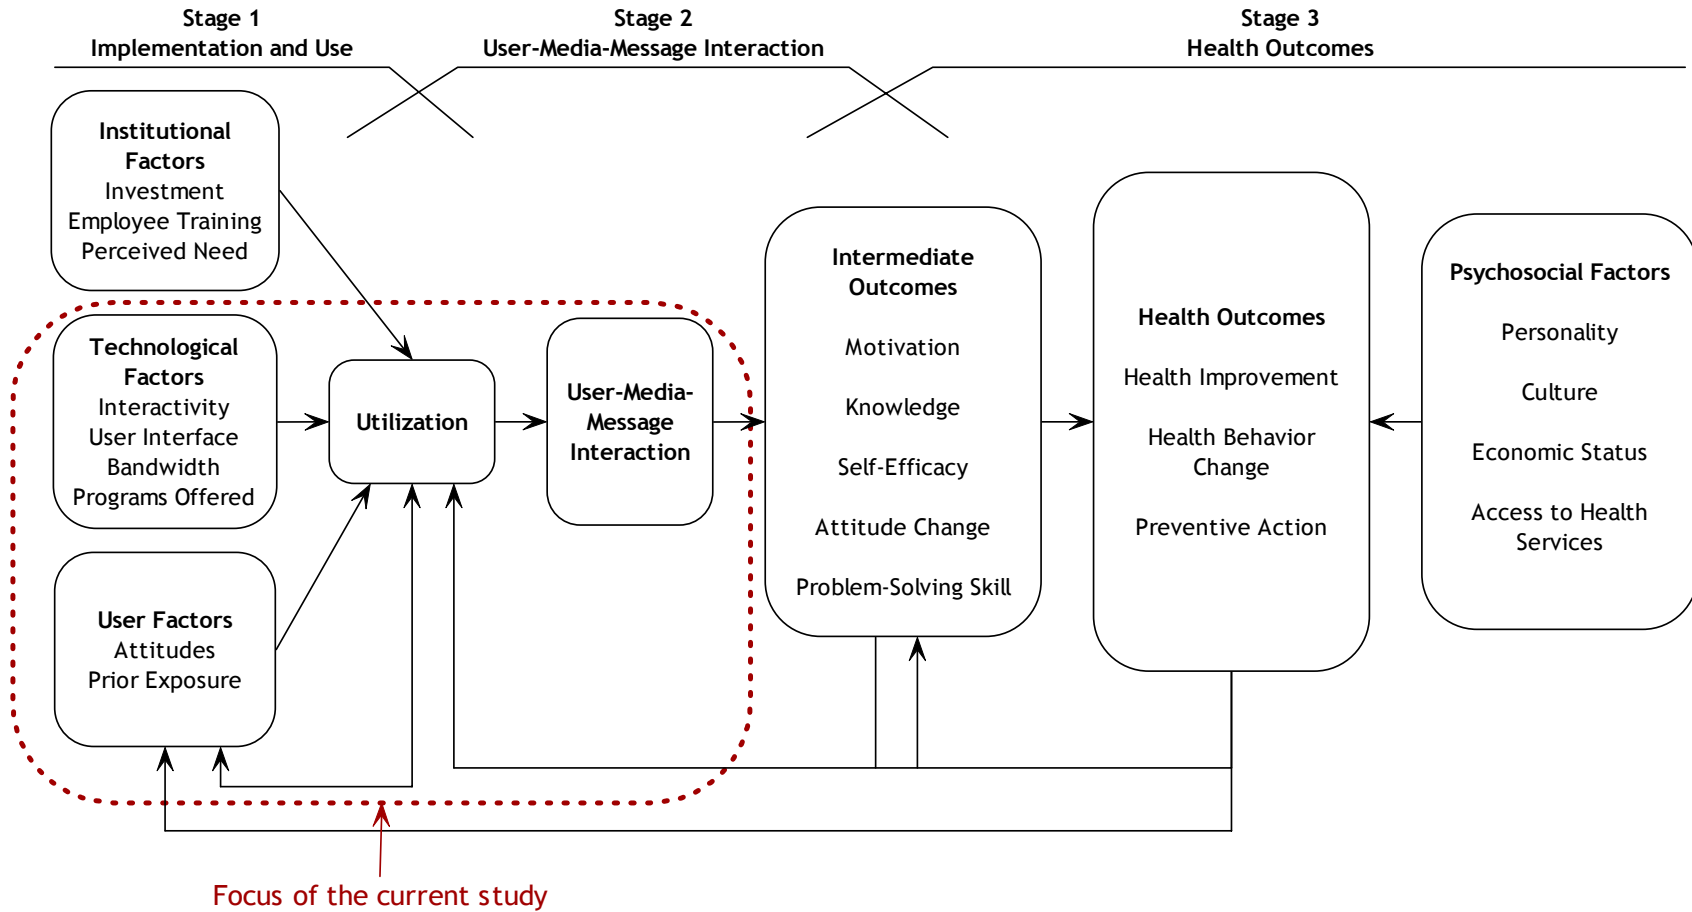 Stage 1
Implementation and Use
Stage 2
User-Media-Message Interaction
Stage 3
Health Outcomes
Institutional
Factors
Investment
Employee Training
Perceived Need
Technological
Factors
Interactivity
User Interface
Bandwidth
Programs Offered
User Factors
Attitudes
Prior Exposure
Utilization
User-Media-
Message
Interaction
Intermediate
Outcomes
Motivation
Knowledge
Self-Efficacy
Attitude Change
Problem-Solving Skill
Health Outcomes
Health Improvement
Health Behavior
Change
Preventive Action
Psychosocial Factors
Personality
Culture
Economic Status
Access to Health
Services
Focus of the current study